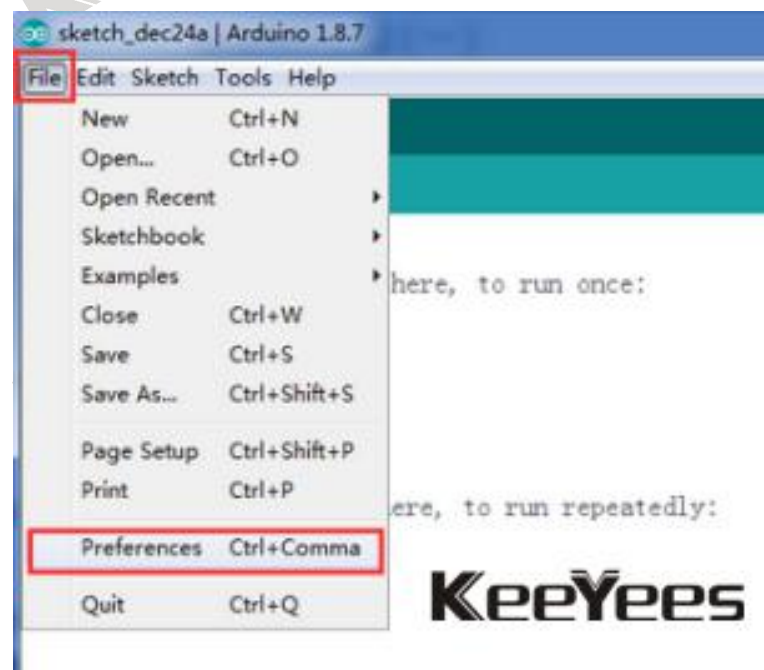 sketch_dec24a | Arduino 1.8.7
File Edit Sketch Tools Help
New Ctrl+N
Open... Ctrl+O
Open Recent
Sketchbook
Examples
here, to run once:
Close Ctrl+W
Save Ctrl+S
Save As... Ctrl+Shift+S
Page Setup Ctrl+Shift+P
Print Ctrl+P
ere, to run repeatedly:
Preferences Ctrl+Comma
Quit Ctrl+Q
KeeYees